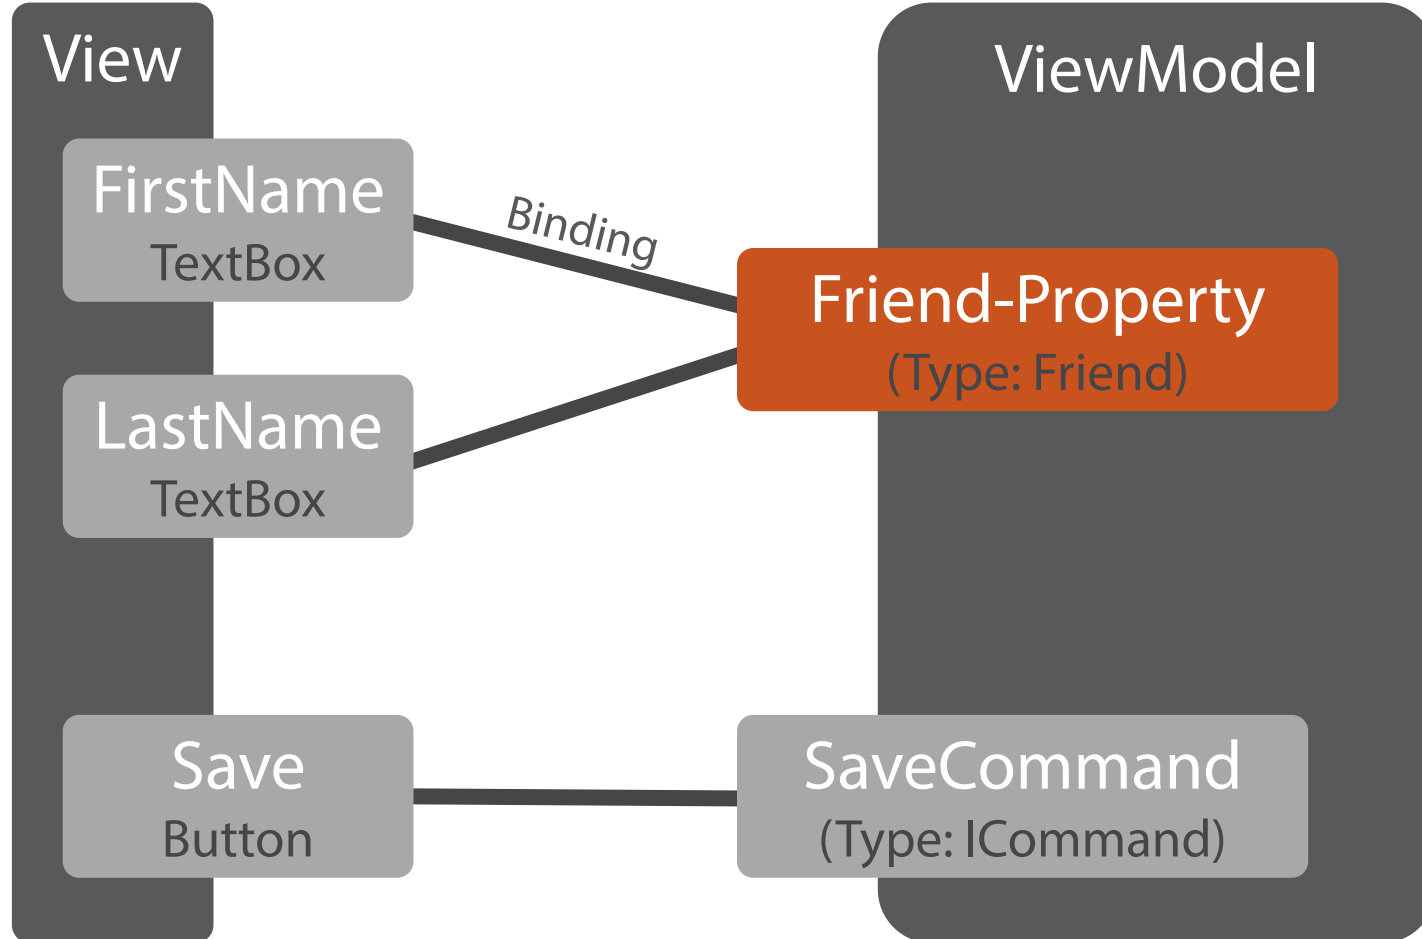 View
ViewModel
FirstName
TextBox
Binding
Friend-Property
(Type: Friend)
LastName
TextBox
Save
Button
SaveCommand
(Type: ICommand)